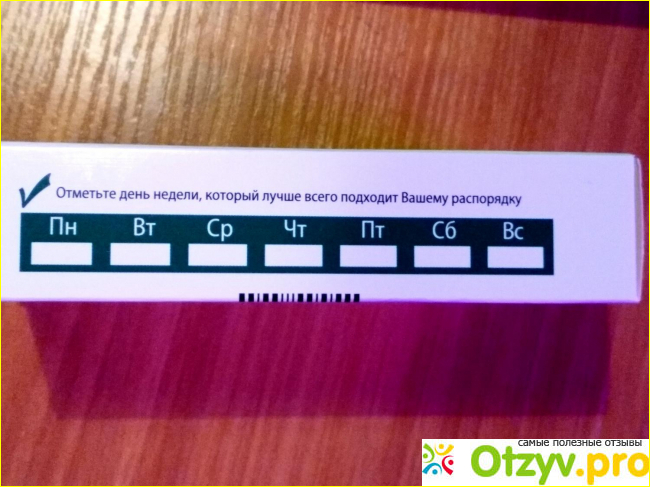 Отметьте день недели, который лучше всего подходит Вашему распорядку
Пн Вт Ср Чт Пт Сб Вс
самые полезные отзывы
Otzyv.pro